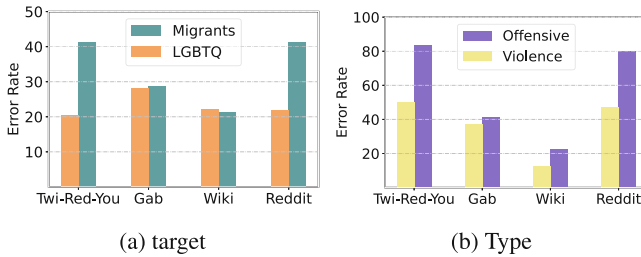 50
40
30
20
10
Error Rate
Migrants
LGBTQ
Twi-Red-You Gab Wiki Reddit
(a) target
100
80
60
40
20
Error Rate
Offensive
Violence
Twi-Red-You Gab Wiki Reddit
(b) Type